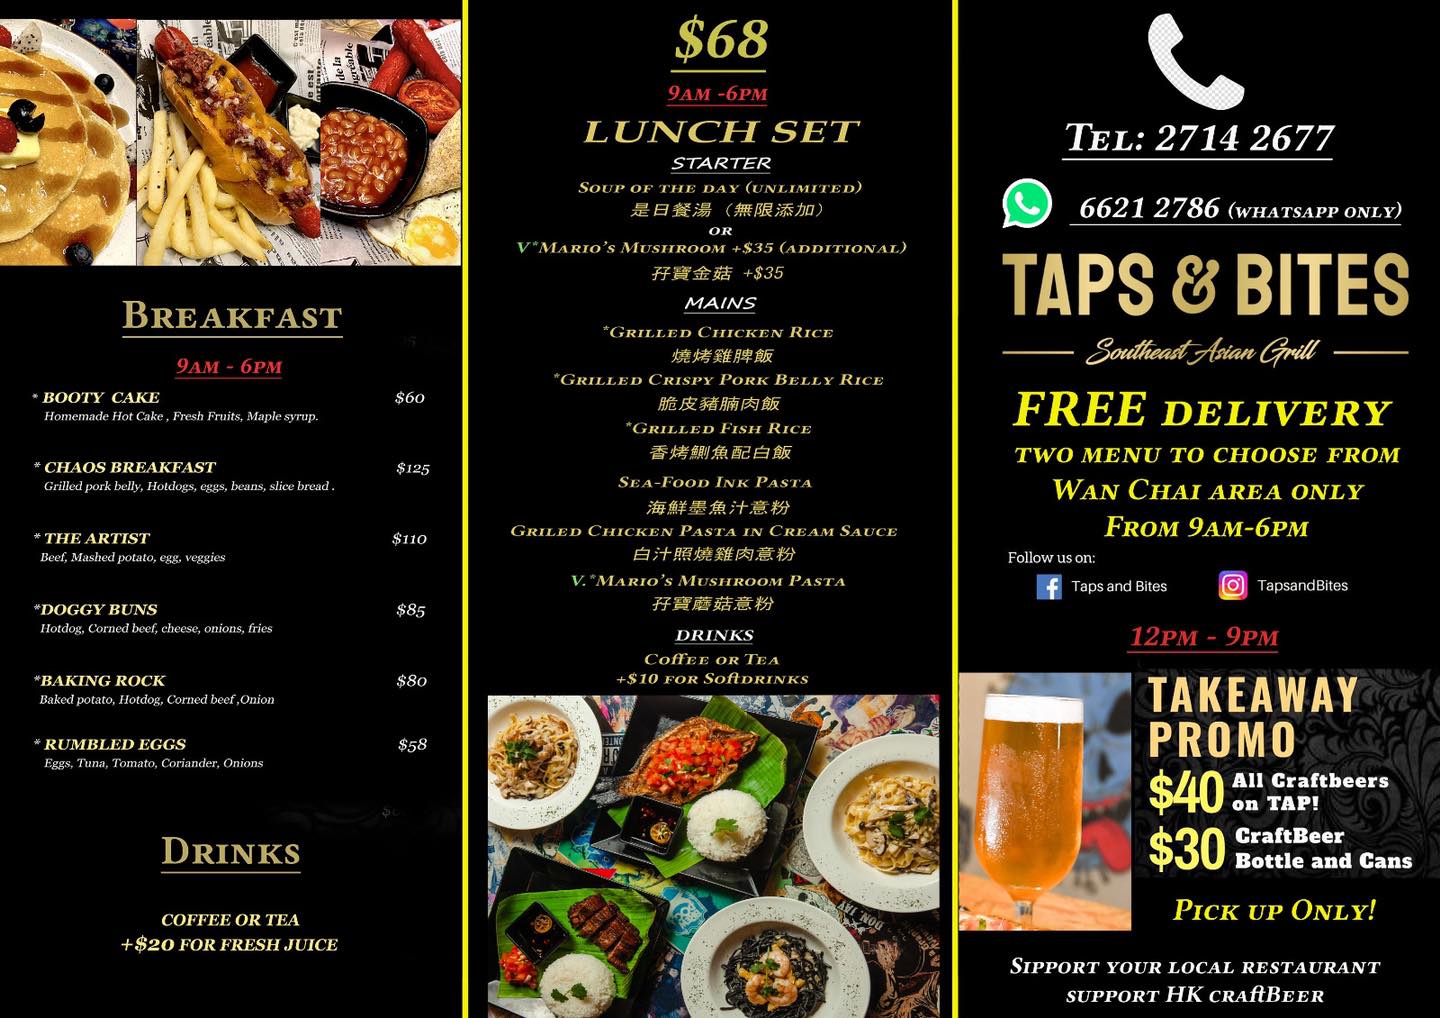 BREAKFAST
9AM - 6PM
* BOOTY CAKE $60
Homemade Hot Cake , Fresh Fruits, Maple syrup.
* CHAOS BREAKFAST $125
Grilled pork belly, Hotdogs, eggs, beans, slice bread .
* THE ARTIST $110
Beef, Mashed potato, egg, veggies
*DOGGY BUNS $85
Hotdog, Corned beef, cheese, onions, fries
*BAKING ROCK $80
Baked potato, Hotdog, Corned beef ,Onion
* RUMBLED EGGS $58
Eggs, Tuna, Tomato, Coriander, Onions
DRINKS
COFFEE OR TEA
+$20 FOR FRESH JUICE
$68
9AM -6PM
LUNCH SET
STARTER
SOUP OF THE DAY (UNLIMITED)
是日餐湯（無限添加）
OR
V*MARIO'S MUSHROOM +$35 (ADDITIONAL)
孖寶金菇 +$35
MAINS
*GRILLED CHICKEN RICE
燒烤雞脾飯
*GRILLED CRISPY PORK BELLY RICE
脆皮豬腩肉飯
*GRILLED FISH RICE
香烤鰂魚配白飯
SEA-FOOD INK PASTA
海鮮墨魚汁意粉
GRILED CHICKEN PASTA IN CREAM SAUCE
白汁照燒雞肉意粉
V.*MARIO'S MUSHROOM PASTA
孖寶蘑菇意粉
DRINKS
COFFEE OR TEA
+$10 FOR SOFTDRINKS
TEL: 2714 2677
6621 2786 (WHATSAPP ONLY)
TAPS & BITES
Southeast Asian Grill
FREE DELIVERY
TWO MENU TO CHOOSE FROM
WAN CHAI AREA ONLY
FROM 9AM-6PM
Follow us on:
Taps and Bites TapsandBites
12PM - 9PM
TAKEAWAY
PROMO
$40 All Craftbeers
on TAP!
$30 CraftBeer
Bottle and Cans
PICK UP ONLY!
SIPPORT YOUR LOCAL RESTAURANT
SUPPORT HK CRAFTBEER